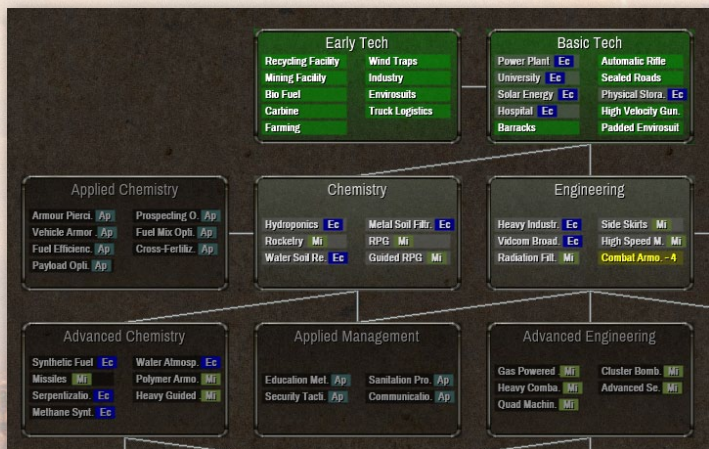 Early Tech
Recycling Facility Wind Traps
Mining Facility Industry
Bio Fuel Envirosuits
Carbine Truck Logistics
Farming
Basic Tech
Power Plant Ec Automatic Rifle
University Ec Sealed Roads
Solar Energy Ec Physical Stora. Ec
Hospital Ec High Velocity Gun.
Barracks Padded Envirosuit
Applied Chemistry
Armour Pierci. Ap Prospecting O. Ap
Vehicle Armor . Ap Fuel Mix Opti. Ap
Fuel Efficienc. Ap Cross-Ferliliz. Ap
Payload Opti. Ap
Chemistry
Hydroponics Ec Metal Soil Filtr. Ec
Rocketry Mi RPG Mi
Water Soil Re. Ec Guided RPG Mi
Engineering
Heavy Industr. Ec Side Skirts Mi
Vidcom Broad. Ec High Speed M. Mi
Radiation Filt. Mi Combat Armo. - 4
Advanced Chemistry
Synthetic Fuel Ec Water Atmosp. Ec
Missiles Mi Polymer Armo. Mi
Serpentizatio. Ec Heavy Guided . Mi
Methane Synt. Ec
Applied Management
Education Met. Ap Sanitation Pro. Ap
Security Tacti. Ap Communicatio. Ap
Advanced Engineering
Gas Powered . Mi Cluster Bomb. Mi
Heavy Comba. Mi Advanced Se. Mi
Quad Machin. Mi